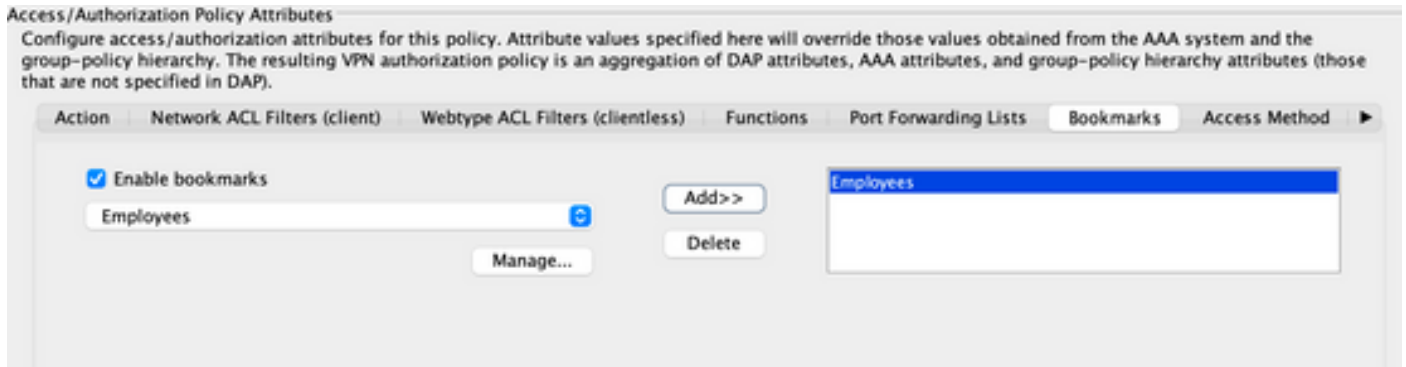 Access/Authorization Policy Attributes
Configure access/authorization attributes for this policy. Attribute values specified here will override those values obtained from the AAA system and the
group-policy hierarchy. The resulting VPN authorization policy is an aggregation of DAP attributes, AAA attributes, and group-policy hierarchy attributes (those
that are not specified in DAP).
Action Network ACL Filters (client) Webtype ACL Filters (clientless) Functions Port Forwarding Lists Bookmarks Access Method
Enable bookmarks
Employees
Manage...
Add>>
Delete
Employees